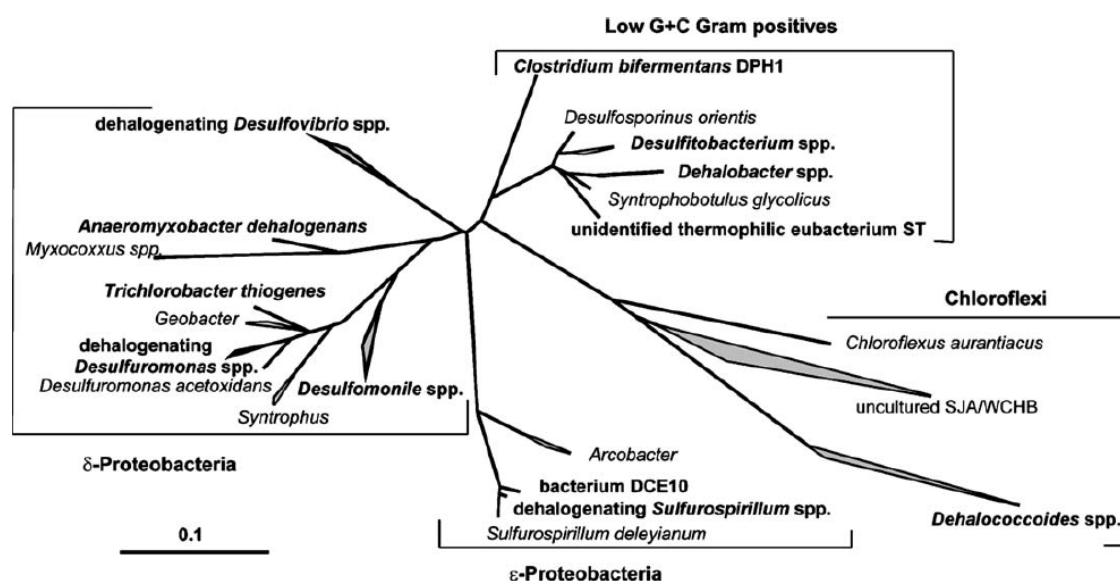 Low G+C Gram positives
Clostridium bifermentans DPH1
Desulfosporinus orientis
Desulfitobacterium spp.
Dehalobacter spp.
Syntrophobotulus glycolicus
unidentified thermophilic eubacterium ST
dehalogenating Desulfovibrio spp.
Anaeromyxobacter dehalogenans
Myxocoxxus spp.
Trichlorobacter thiogenes
Geobacter
dehalogenating
Desulfuromonas spp.
Desulfuromonas acetoxidans
Syntrophus
Desulfomonile spp.
δ-Proteobacteria
Chloroflexi
Chloroflexus aurantiacus
uncultured SJA/WCHB
Dehalococcoides spp.
Arcobacter
bacterium DCE10
dehalogenating Sulfurospirillum spp.
Sulfurospirillum deleyianum
ε-Proteobacteria
0.1